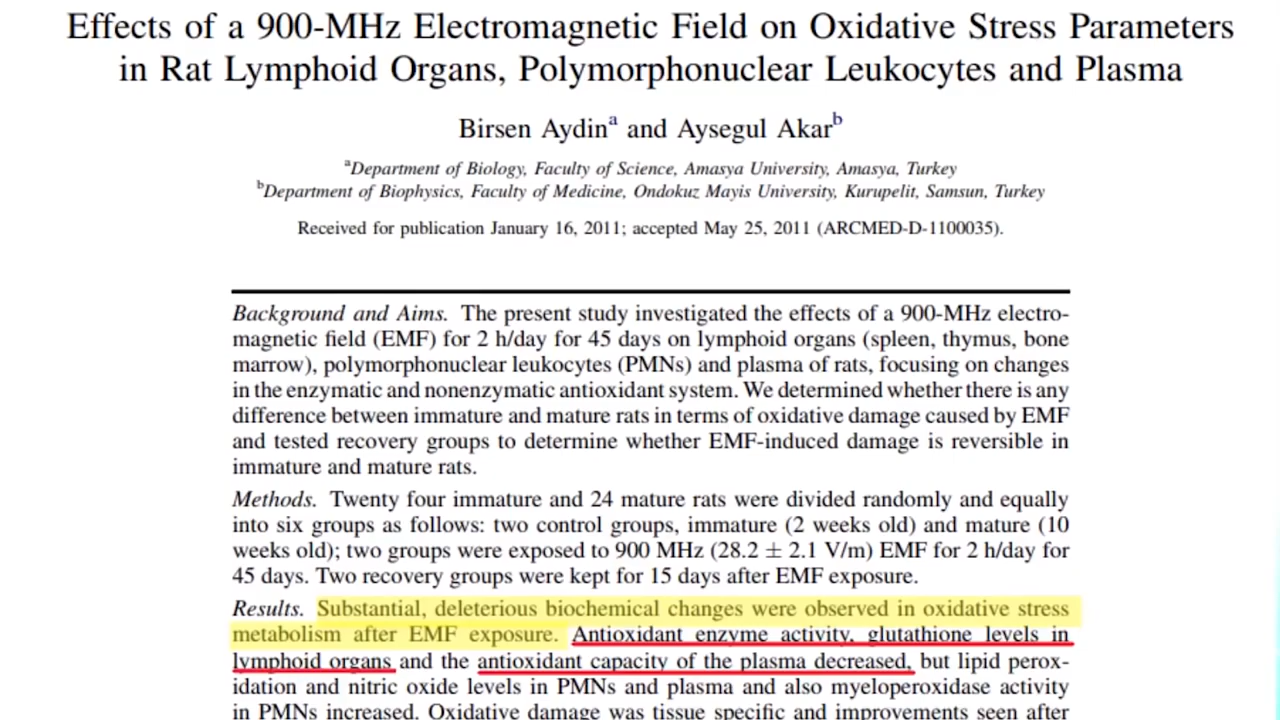 Effects of a 900-MHz Electromagnetic Field on Oxidative Stress Parameters
in Rat Lymphoid Organs, Polymorphonuclear Leukocytes and Plasma
Birsen Aydinª and Aysegul Akarᵇ
ªDepartment of Biology, Faculty of Science, Amasya University, Amasya, Turkey
ᵇDepartment of Biophysics, Faculty of Medicine, Ondokuz Mayis University, Kurupelit, Samsun, Turkey
Received for publication January 16, 2011; accepted May 25, 2011 (ARCMED-D-1100035).
Background and Aims. The present study investigated the effects of a 900-MHz electro-
magnetic field (EMF) for 2 h/day for 45 days on lymphoid organs (spleen, thymus, bone
marrow), polymorphonuclear leukocytes (PMNs) and plasma of rats, focusing on changes
in the enzymatic and nonenzymatic antioxidant system. We determined whether there is any
difference between immature and mature rats in terms of oxidative damage caused by EMF
and tested recovery groups to determine whether EMF-induced damage is reversible in
immature and mature rats.
Methods. Twenty four immature and 24 mature rats were divided randomly and equally
into six groups as follows: two control groups, immature (2 weeks old) and mature (10
weeks old); two groups were exposed to 900 MHz (28.2 ± 2.1 V/m) EMF for 2 h/day for
45 days. Two recovery groups were kept for 15 days after EMF exposure.
Results. Substantial, deleterious biochemical changes were observed in oxidative stress
metabolism after EMF exposure. Antioxidant enzyme activity, glutathione levels in
lymphoid organs and the antioxidant capacity of the plasma decreased, but lipid perox-
idation and nitric oxide levels in PMNs and plasma and also myeloperoxidase activity
in PMNs increased. Oxidative damage was tissue specific and improvements seen after